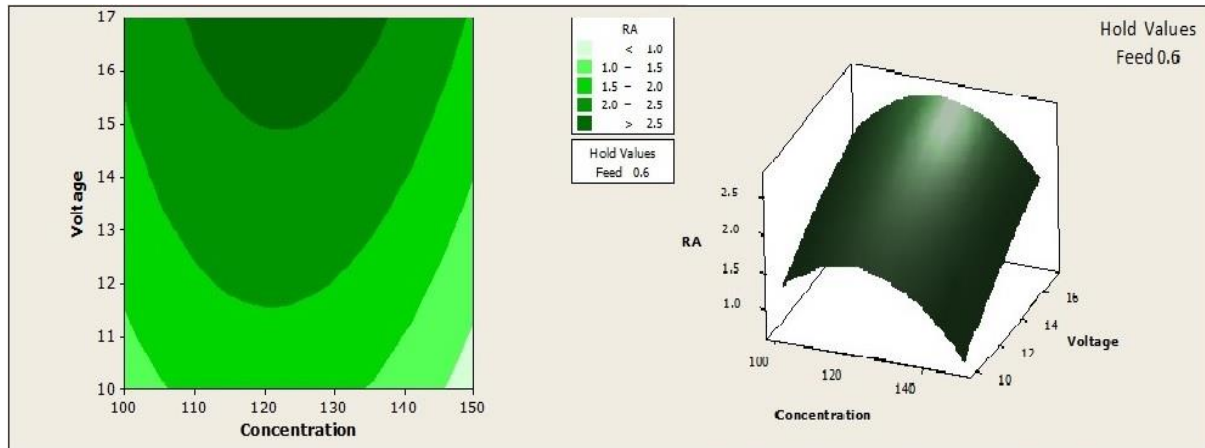 17
16
15
14
13
12
11
10
Voltage
100 110 120 130 140 150
Concentration
RA
< 1.0
1.0 – 1.5
1.5 – 2.0
2.0 – 2.5
> 2.5
Hold Values
Feed 0.6
Hold Values
Feed 0.6
2.5
2.0
RA
1.5
1.0
100
120
140
10
12
14
16
Voltage
Concentration